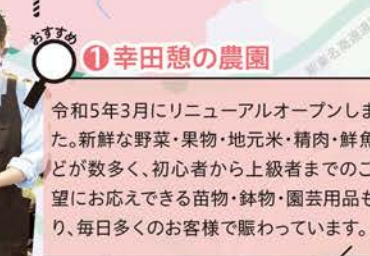 おすすめ
❶幸田憩の農園
令和5年3月にリニューアルオープンしま
た。新鮮な野菜・果物・地元米・精肉・鮮魚
どが数多く、初心者から上級者までのご
望にお応えできる苗物・鉢物・園芸用品も
り、毎日多くのお客様で賑わっています。